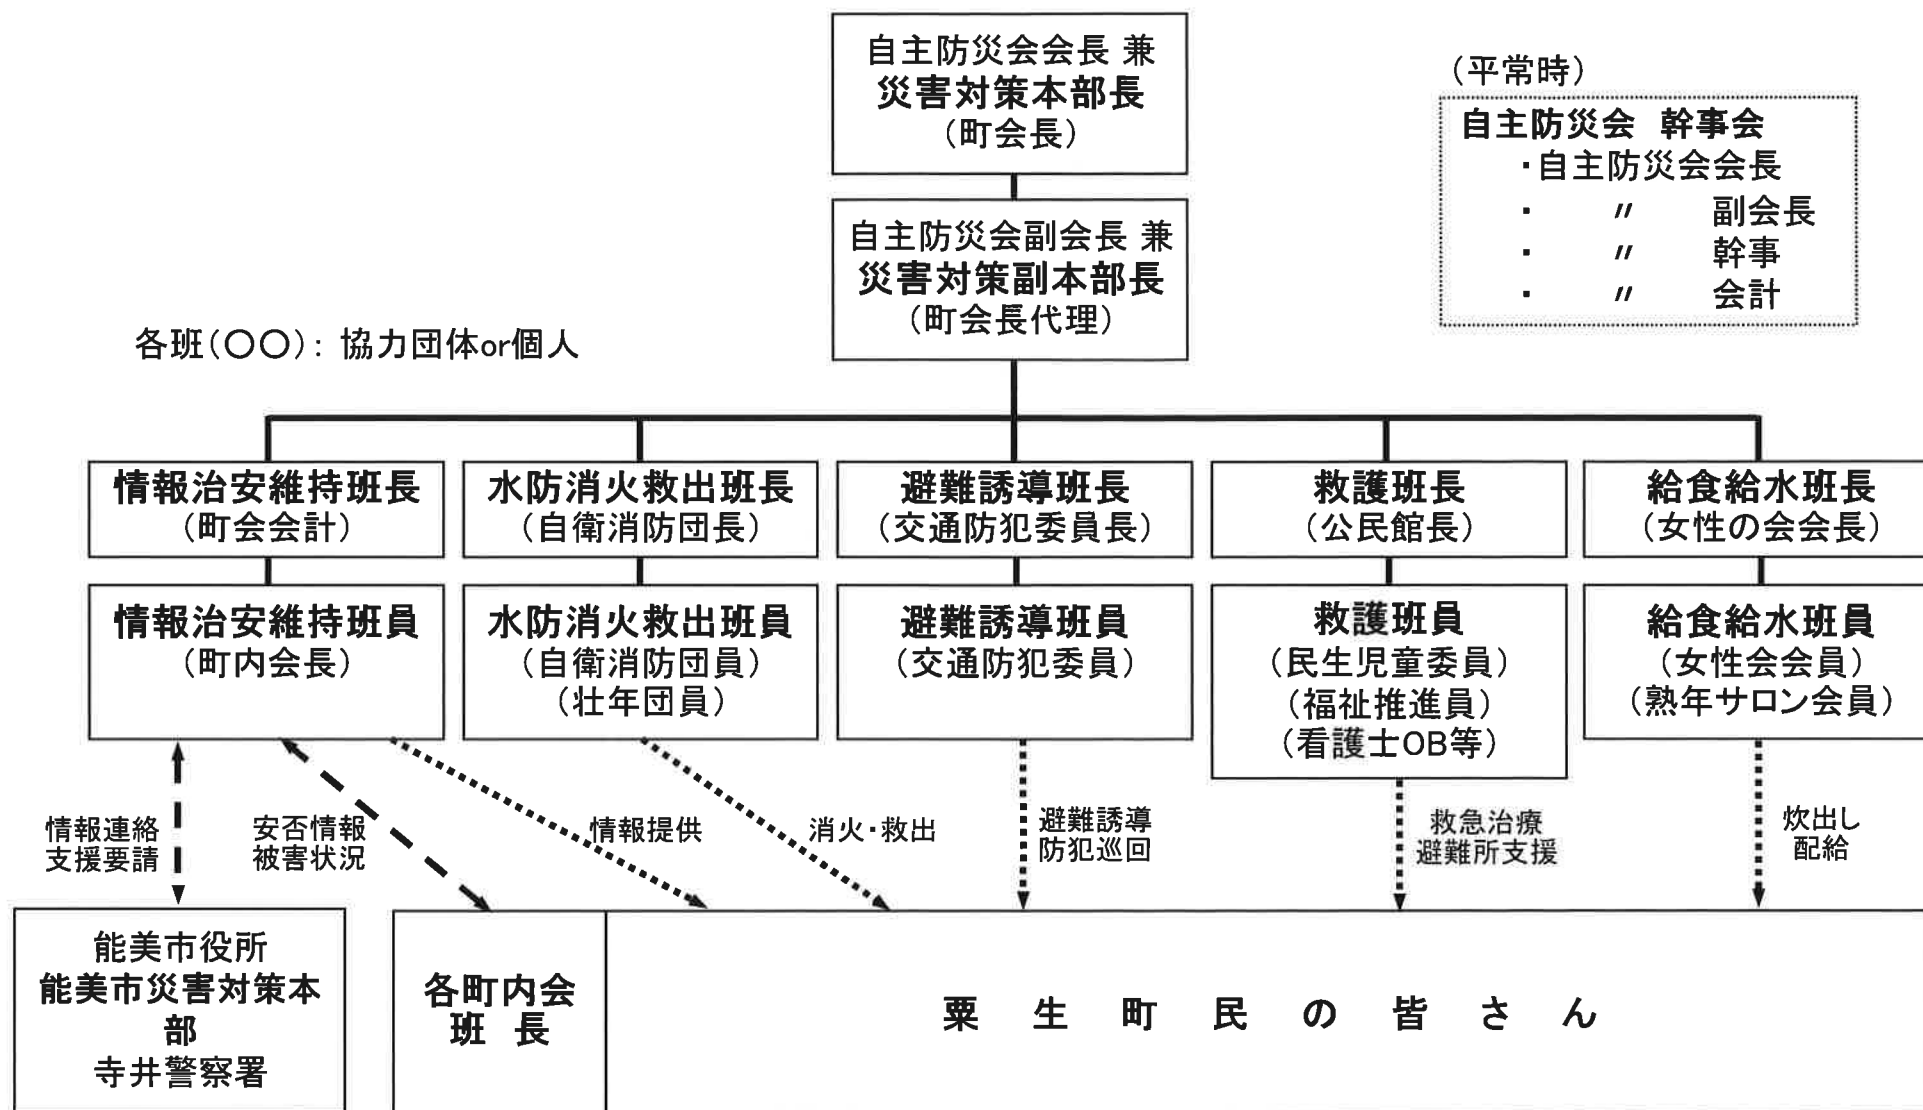 自主防災会会長 兼
災害対策本部長
(町会長)
(平常時)
自主防災会 幹事会
・自主防災会会長
・ 〃 副会長
・ 〃 幹事
・ 〃 会計
自主防災会副会長 兼
災害対策副本部長
(町会長代理)
各班(〇〇): 協力団体or個人
情報治安維持班長
(町会会計)
水防消火救出班長
(自衛消防団長)
避難誘導班長
(交通防犯委員長)
救護班長
(公民館長)
給食給水班長
(女性の会会長)
情報治安維持班員
(町内会長)
水防消火救出班員
(自衛消防団員)
(壮年団員)
避難誘導班員
(交通防犯委員)
救護班員
(民生児童委員)
(福祉推進員)
(看護士OB等)
給食給水班員
(女性会会員)
(熟年サロン会員)
情報連絡
支援要請
安否情報
被害状況
情報提供
消火・救出
避難誘導
防犯巡回
救急治療
避難所支援
炊出し
配給
能美市役所
能美市災害対策本
部
寺井警察署
各町内会
班 長
粟 生 町 民 の 皆 さ ん